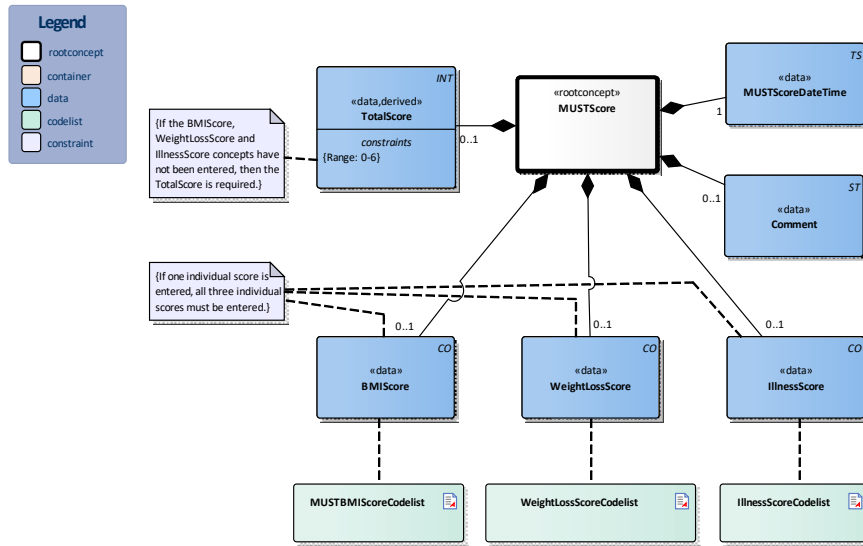 Legend
rootconcept
container
data
codelist
constraint
{If the BMIScore,
WeightLossScore and
IllnessScore concepts have
not been entered, then the
TotalScore is required.}
INT
«data,derived»
TotalScore
constraints
{Range: 0-6}
0..1
«rootconcept»
MUSTScore
TS
«data»
MUSTScoreDateTime
1
ST
«data»
Comment
0..1
{If one individual score is
entered, all three individual
scores must be entered.}
0..1
0..1
0..1
CO
«data»
BMIScore
CO
«data»
WeightLossScore
CO
«data»
IllnessScore
MUSTBMIScoreCodelist
WeightLossScoreCodelist
IllnessScoreCodelist